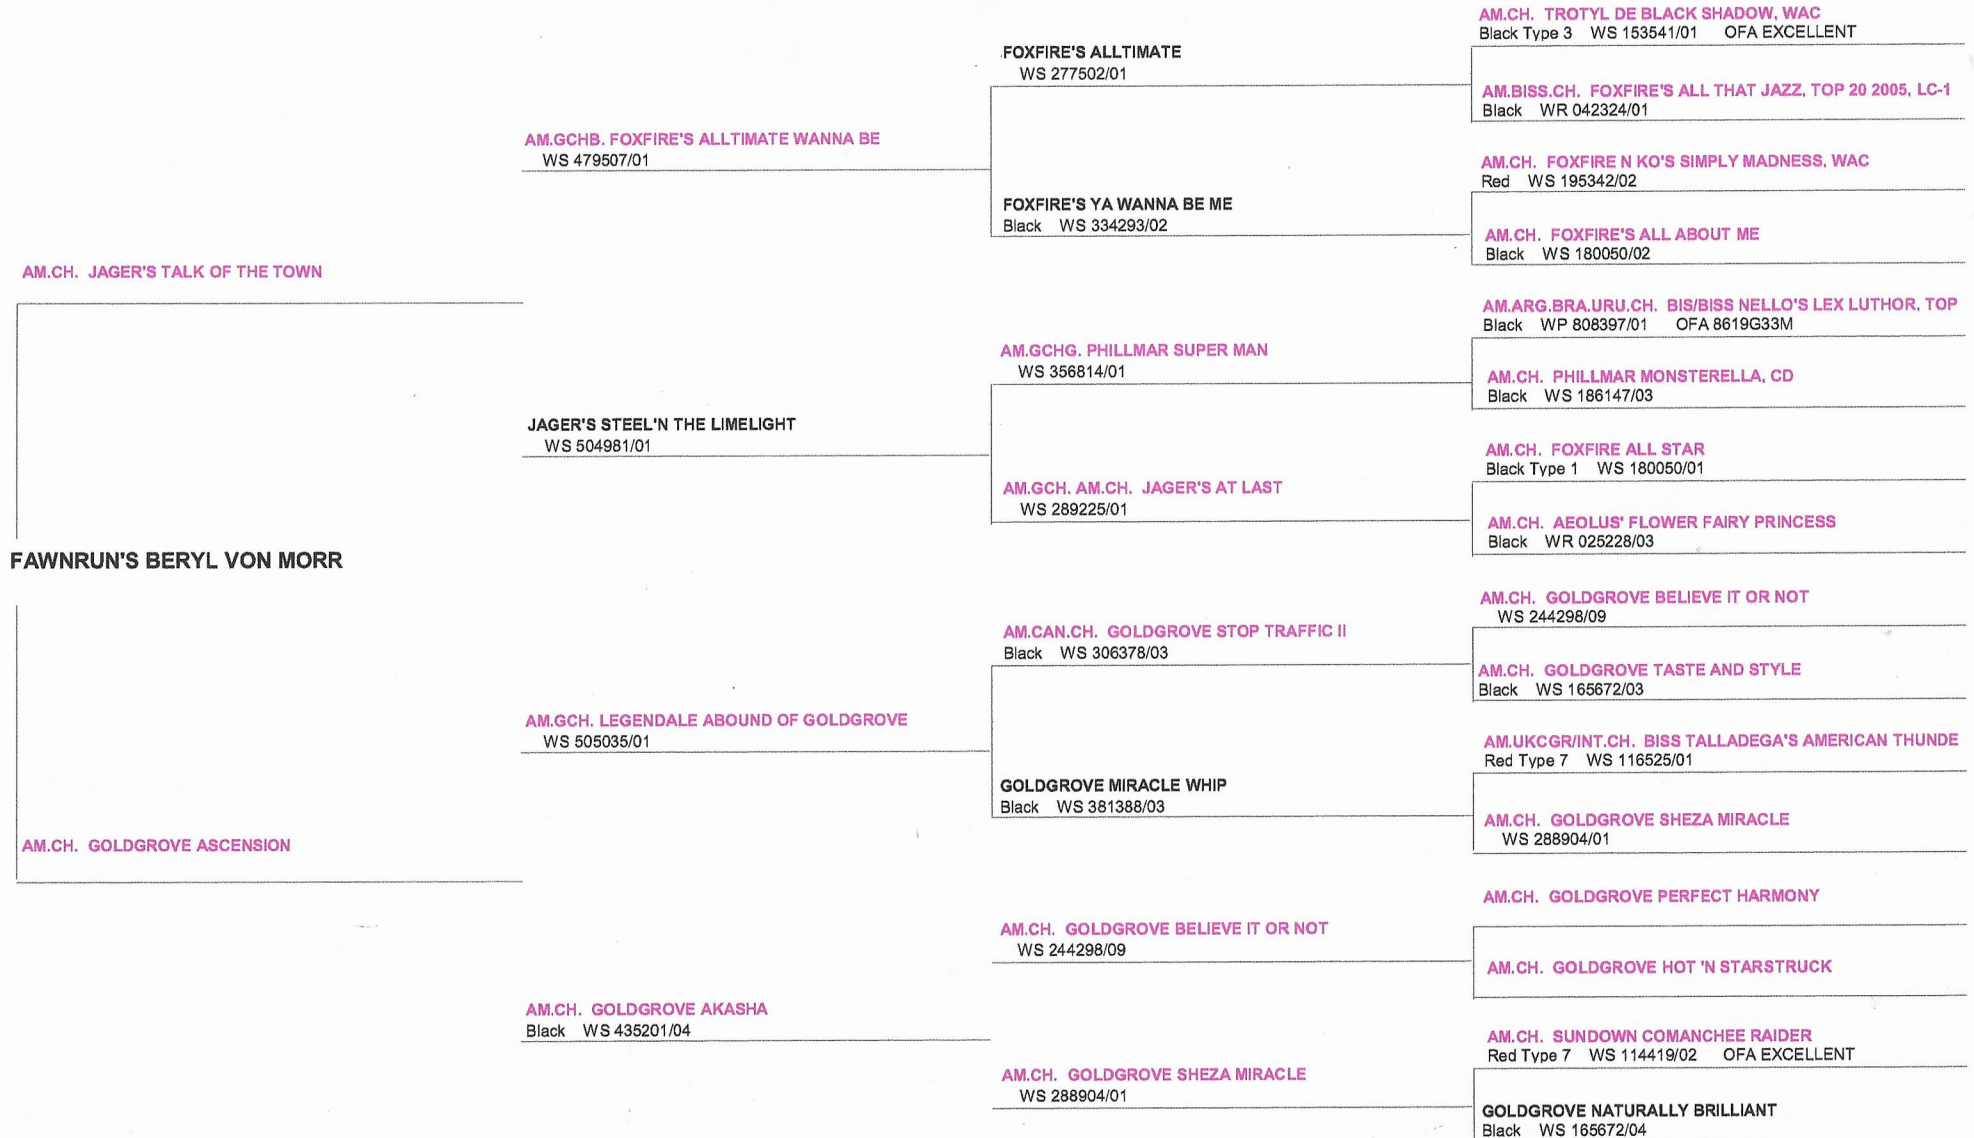 FAWNRUN'S BERYL VON MORR
AM.CH. JAGER'S TALK OF THE TOWN
AM.CH. GOLDGROVE ASCENSION
AM.GCHB. FOXFIRE'S ALLTIMATE WANNA BE
WS 479507/01
JAGER'S STEEL'N THE LIMELIGHT
WS 504981/01
AM.GCH. LEGENDALE ABOUND OF GOLDGROVE
WS 505035/01
AM.CH. GOLDGROVE AKASHA
Black WS 435201/04
FOXFIRE'S ALLTIMATE
WS 277502/01
FOXFIRE'S YA WANNA BE ME
Black WS 334293/02
AM.GCHG. PHILLMAR SUPER MAN
WS 356814/01
AM.GCH. AM.CH. JAGER'S AT LAST
WS 289225/01
AM.CAN.CH. GOLDGROVE STOP TRAFFIC II
Black WS 306378/03
GOLDGROVE MIRACLE WHIP
Black WS 381388/03
AM.CH. GOLDGROVE BELIEVE IT OR NOT
WS 244298/09
AM.CH. GOLDGROVE SHEZA MIRACLE
WS 288904/01
AM.CH. TROTYL DE BLACK SHADOW, WAC
Black Type 3 WS 153541/01 OFA EXCELLENT
AM.BISS.CH. FOXFIRE'S ALL THAT JAZZ, TOP 20 2005, LC-1
Black WR 042324/01
AM.CH. FOXFIRE N KO'S SIMPLY MADNESS, WAC
Red WS 195342/02
AM.CH. FOXFIRE'S ALL ABOUT ME
Black WS 180050/02
AM.ARG.BRA.URU.CH. BIS/BISS NELLO'S LEX LUTHOR, TOP
Black WP 808397/01 OFA 8619G33M
AM.CH. PHILLMAR MONSTERELLA, CD
Black WS 186147/03
AM.CH. FOXFIRE ALL STAR
Black Type 1 WS 180050/01
AM.CH. AEOLUS' FLOWER FAIRY PRINCESS
Black WR 025228/03
AM.CH. GOLDGROVE BELIEVE IT OR NOT
WS 244298/09
AM.CH. GOLDGROVE TASTE AND STYLE
Black WS 165672/03
AM.UKCGR/INT.CH. BISS TALLADEGA'S AMERICAN THUNDE
Red Type 7 WS 116525/01
AM.CH. GOLDGROVE SHEZA MIRACLE
WS 288904/01
AM.CH. GOLDGROVE PERFECT HARMONY
AM.CH. GOLDGROVE HOT 'N STARSTRUCK
AM.CH. SUNDOWN COMANCHEE RAIDER
Red Type 7 WS 114419/02 OFA EXCELLENT
GOLDGROVE NATURALLY BRILLIANT
Black WS 165672/04